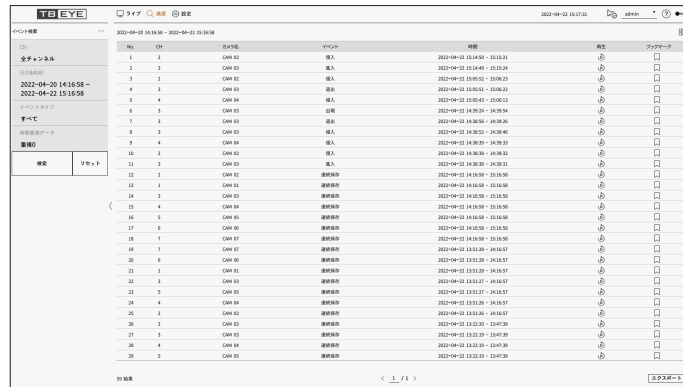 TB EYE
ライブ 検索 設定 2022-04-22 15:17:31 admin ?
イベント検索 ... 2022-04-20 14:16:58 ~ 2022-04-22 15:16:58
CH
全チャンネル
日付&時刻
2022-04-20 14:16:58 ~
2022-04-22 15:16:58
イベントタイプ
すべて
時間重複データ
重複0
検索 リセット
No. CH カメラ名 イベント 時間 再生 ブックマーク
1 2 CAM 02 侵入 2022-04-22 15:14:50 ~ 15:15:21
2 3 CAM 03 侵入 2022-04-22 15:14:49 ~ 15:15:24
3 2 CAM 02 侵入 2022-04-22 15:05:52 ~ 15:06:23
4 3 CAM 03 退出 2022-04-22 15:05:51 ~ 15:06:22
5 4 CAM 04 侵入 2022-04-22 15:05:43 ~ 15:06:13
6 3 CAM 03 出現 2022-04-22 14:39:24 ~ 14:39:54
7 3 CAM 03 退出 2022-04-22 14:38:56 ~ 14:39:26
8 3 CAM 03 侵入 2022-04-22 14:38:52 ~ 14:39:46
9 4 CAM 04 侵入 2022-04-22 14:38:39 ~ 14:39:33
10 2 CAM 02 侵入 2022-04-22 14:38:38 ~ 14:39:32
11 3 CAM 03 侵入 2022-04-22 14:38:38 ~ 14:39:31
12 2 CAM 02 連続保存 2022-04-22 14:16:58 ~ 15:16:58
13 1 CAM 01 連続保存 2022-04-22 14:16:58 ~ 15:16:58
14 3 CAM 03 連続保存 2022-04-22 14:16:58 ~ 15:16:58
15 4 CAM 04 連続保存 2022-04-22 14:16:58 ~ 15:16:58
16 5 CAM 05 連続保存 2022-04-22 14:16:58 ~ 15:16:58
17 6 CAM 06 連続保存 2022-04-22 14:16:58 ~ 15:16:58
18 7 CAM 07 連続保存 2022-04-22 14:16:58 ~ 15:16:58
19 7 CAM 07 連続保存 2022-04-22 13:51:28 ~ 14:16:57
20 6 CAM 06 連続保存 2022-04-22 13:51:28 ~ 14:16:57
21 1 CAM 01 連続保存 2022-04-22 13:51:28 ~ 14:16:57
22 3 CAM 03 連続保存 2022-04-22 13:51:27 ~ 14:16:57
23 5 CAM 05 連続保存 2022-04-22 13:51:27 ~ 14:16:57
24 4 CAM 04 連続保存 2022-04-22 13:51:26 ~ 14:16:57
25 2 CAM 02 連続保存 2022-04-22 13:51:26 ~ 14:16:57
26 2 CAM 02 連続保存 2022-04-22 13:22:20 ~ 13:47:39
27 3 CAM 03 連続保存 2022-04-22 13:22:19 ~ 13:47:39
28 4 CAM 04 連続保存 2022-04-22 13:22:19 ~ 13:47:39
29 5 CAM 05 連続保存 2022-04-22 13:22:19 ~ 13:47:39
59 結果 < 1 / 1 > エクスポート